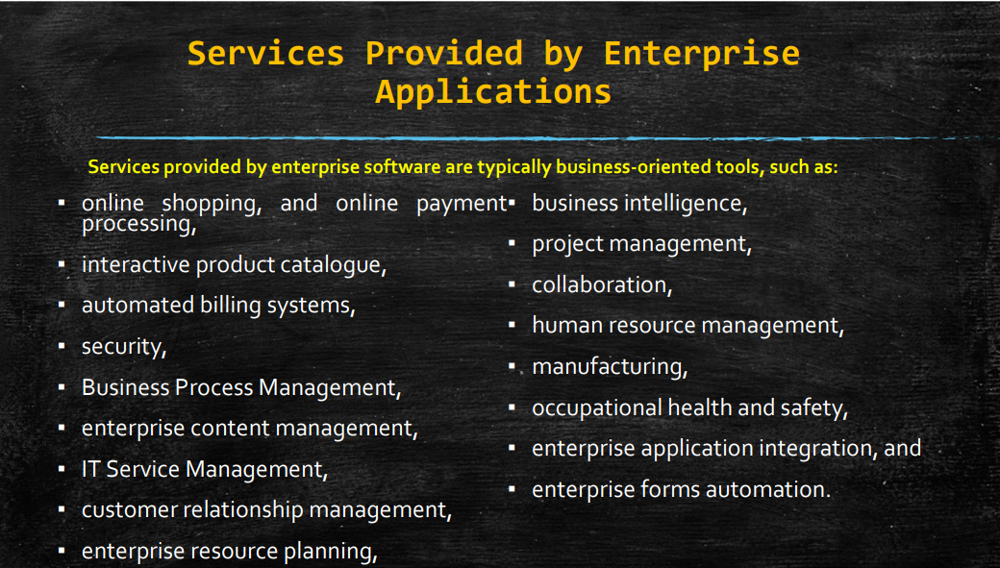 Services Provided by Enterprise
Applications
Services provided by enterprise software are typically business-oriented tools, such as:
▪ online shopping, and online payment
processing,
▪ interactive product catalogue,
▪ automated billing systems,
▪ security,
▪ Business Process Management,
▪ enterprise content management,
▪ IT Service Management,
▪ customer relationship management,
▪ enterprise resource planning,
▪ business intelligence,
▪ project management,
▪ collaboration,
▪ human resource management,
▪ manufacturing,
▪ occupational health and safety,
▪ enterprise application integration, and
▪ enterprise forms automation.